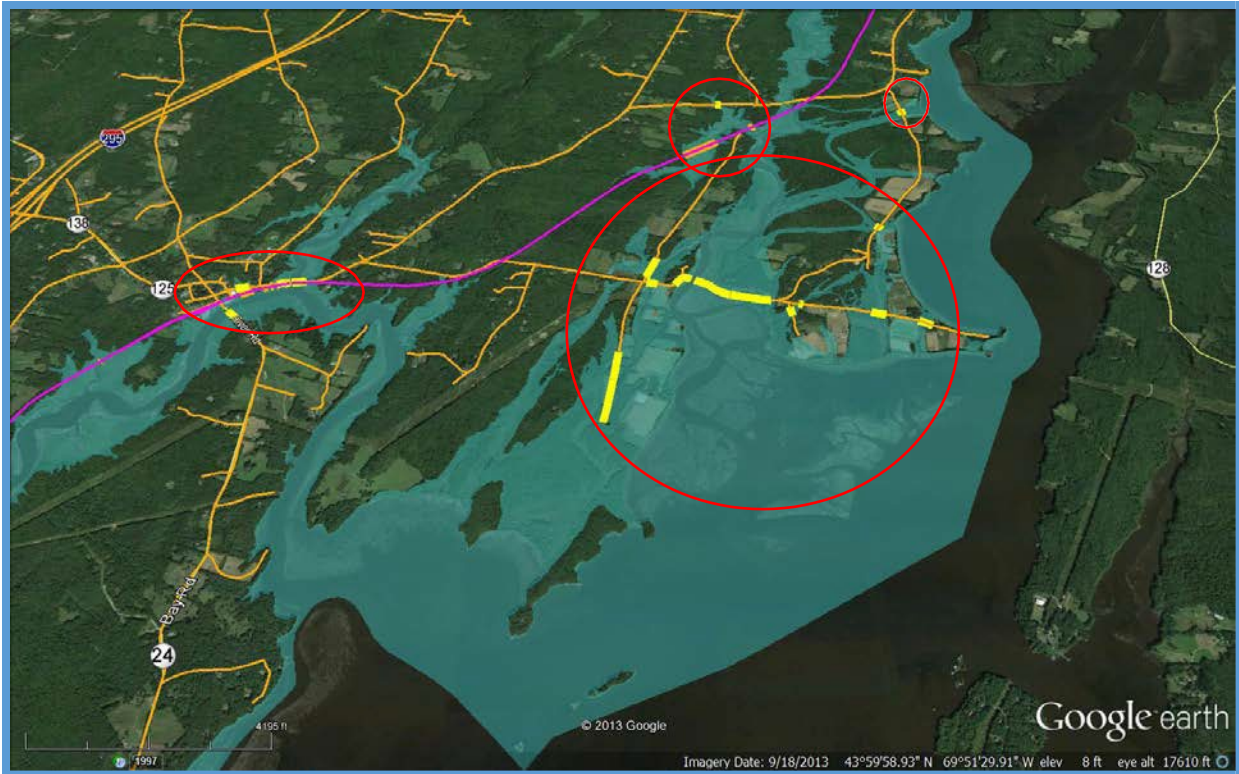 295
138
125
128
Bay Rd
24
4195 ft
© 2013 Google
Google earth
1997
Imagery Date: 9/18/2013 43°59'58.93" N 69°51'29.91" W elev 8 ft eye alt 17610 ft